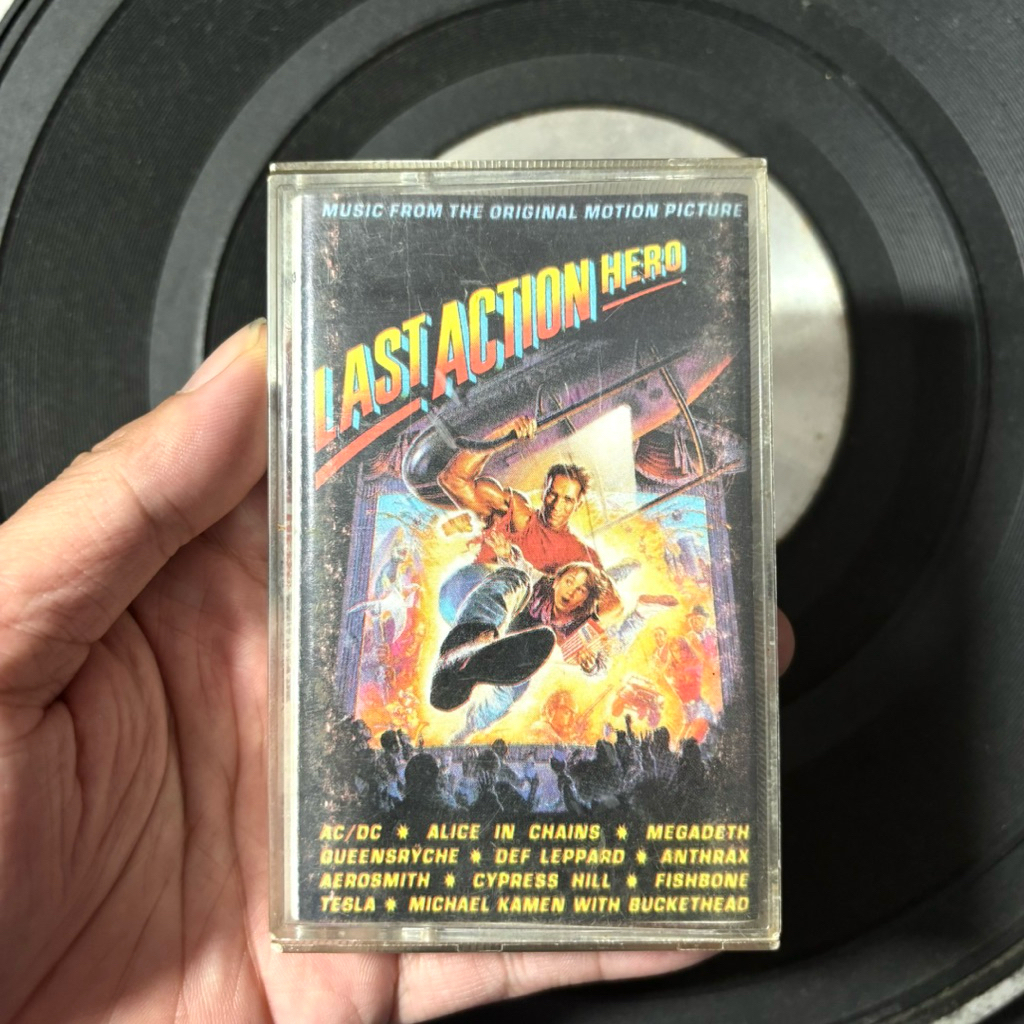 MUSIC FROM THE ORIGINAL MOTION PICTURE
LAST ACTION HERO
AC/DC * ALICE IN CHAINS * MEGADETH
QUEENSRYCHE * DEF LEPPARD * ANTHRAX
AEROSMITH * CYPRESS HILL * FISHBONE
TESLA * MICHAEL KAMEN WITH BUCKETHEAD